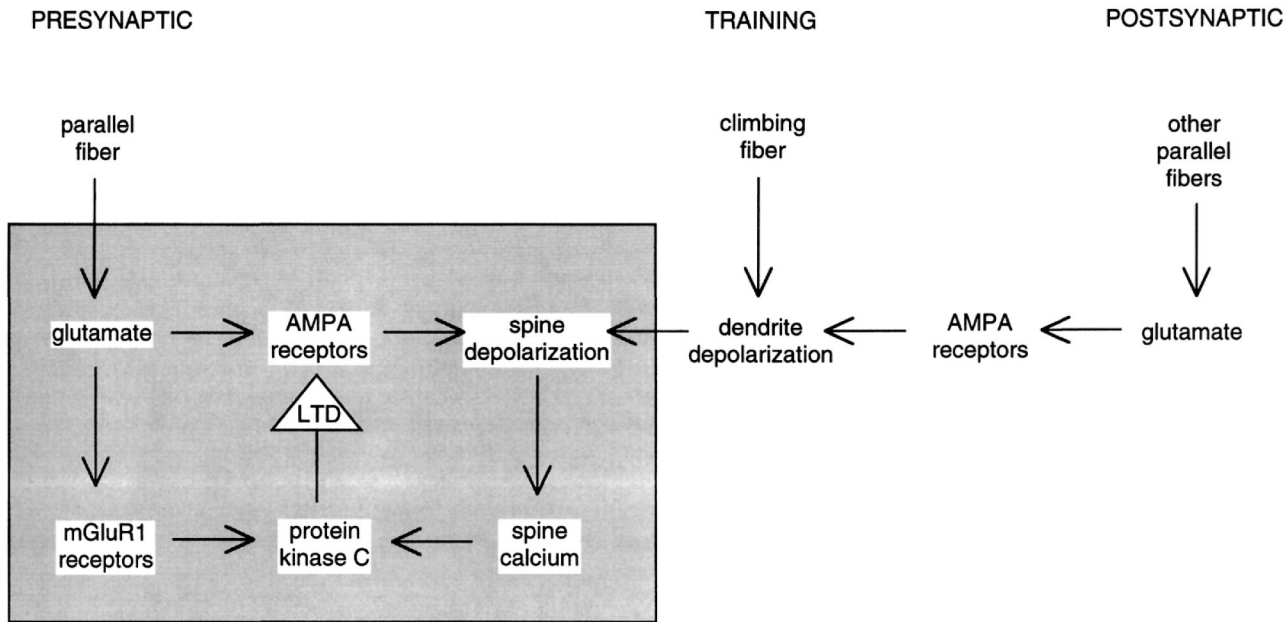 PRESYNAPTIC
TRAINING
POSTSYNAPTIC
parallel
fiber
climbing
fiber
other
parallel
fibers
glutamate
AMPA
receptors
spine
depolarization
dendrite
depolarization
AMPA
receptors
glutamate
LTD
mGluR1
receptors
protein
kinase C
spine
calcium